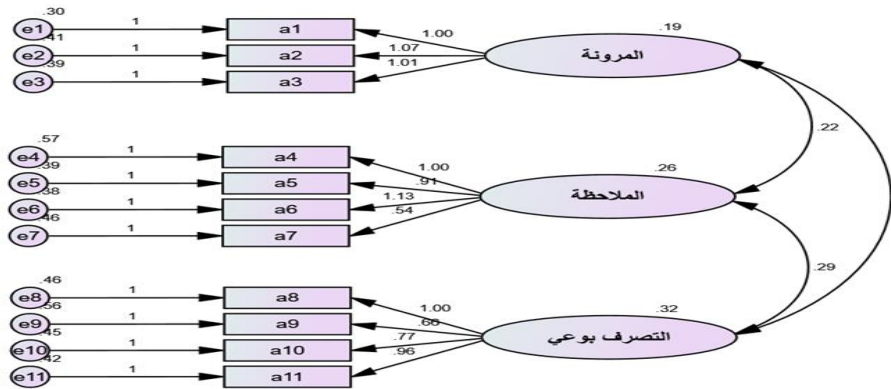 .30
e1
1
a1
1.00
.19
.41
e2
1
a2
1.07
المرونة
.39
e3
1
a3
1.01
.22
.57
e4
1
a4
1.00
.26
.39
e5
1
a5
.91
الملاحظة
.38
e6
1
a6
1.13
.46
e7
1
a7
.54
.29
.46
e8
1
a8
1.00
.32
.56
e9
1
a9
.66
التصرف بوعي
.45
e10
1
a10
.77
.42
e11
1
a11
.96